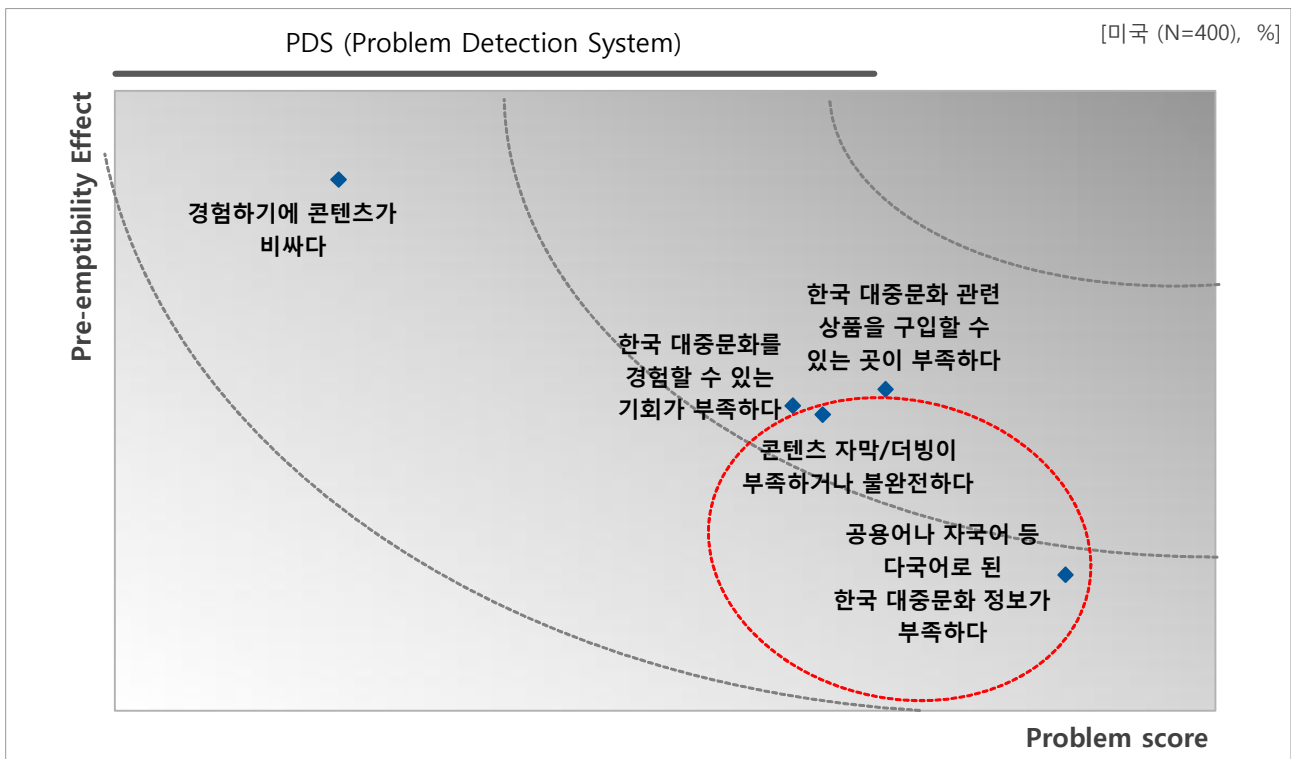 PDS (Problem Detection System)
[미국 (N=400), %]
Pre-emptibility Effect
경험하기에 콘텐츠가
비싸다
한국 대중문화 관련
상품을 구입할 수
있는 곳이 부족하다
한국 대중문화를
경험할 수 있는
기회가 부족하다
콘텐츠 자막/더빙이
부족하거나 불완전하다
공용어나 자국어 등
다국어로 된
한국 대중문화 정보가
부족하다
Problem score